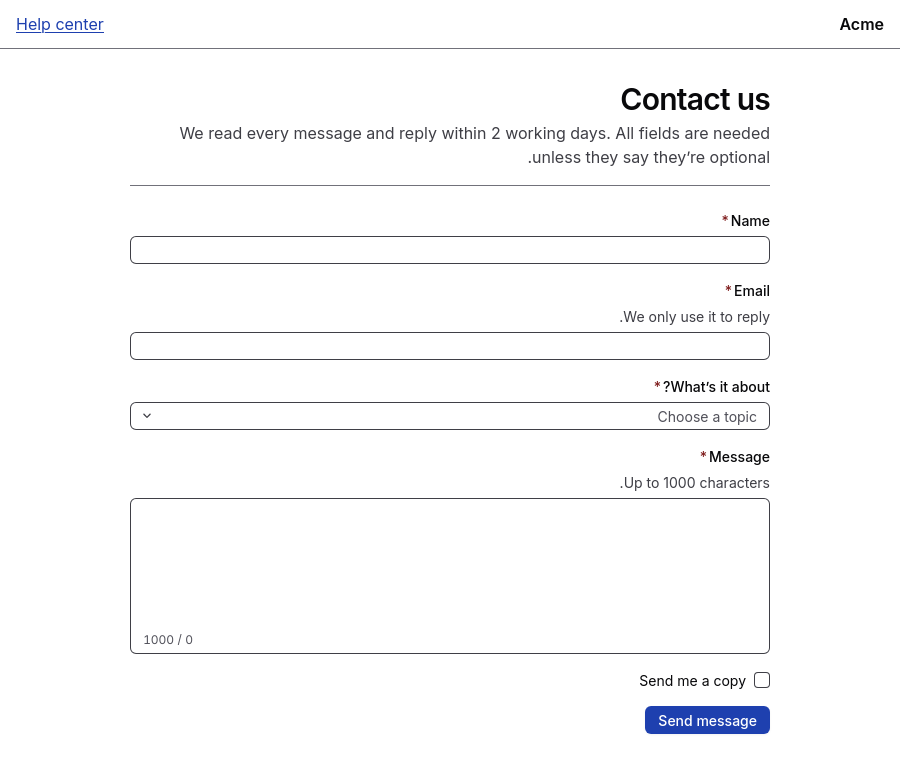 Acme
Help center
Contact us
We read every message and reply within 2 working days. All fields are needed
unless they say they're optional.
Name *
Email *
We only use it to reply.
What's it about? *
Choose a topic
Message *
Up to 1000 characters.
0 / 1000
Send me a copy
Send message